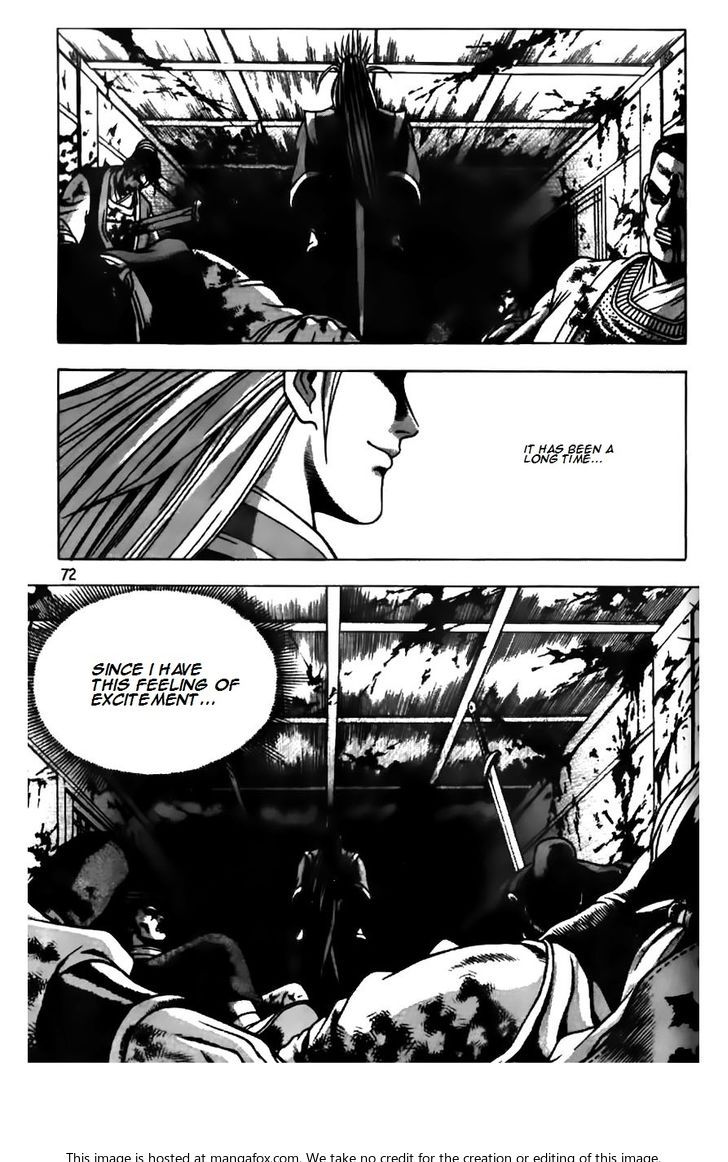 IT HAS BEEN A
LONG TIME...
72
SINCE I HAVE
THIS FEELING OF
EXCITEMENT...
This image is hosted at mangafox.com. We take no credit for the creation or editing of this image.